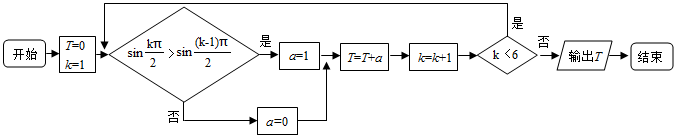 开始
T=0
k=1
sin kπ/2 > sin (k-1)π/2
是
a=1
否
a=0
T=T+a
k=k+1
k<6
是
否
输出T
结束